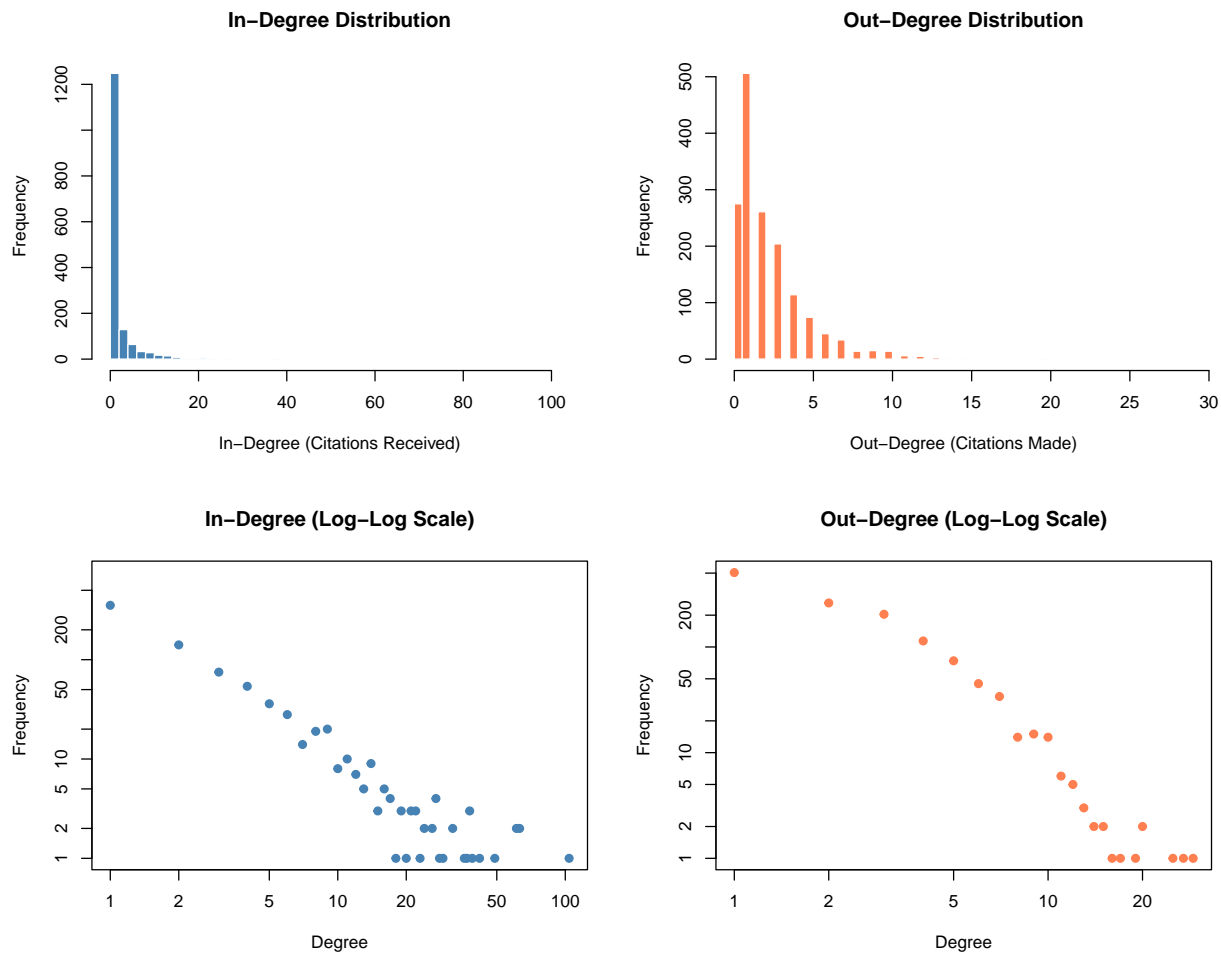 In−Degree Distribution
Frequency
0 200 400 600 800 1200
0 20 40 60 80 100
In−Degree (Citations Received)
Out−Degree Distribution
Frequency
0 100 200 300 400 500
0 5 10 15 20 25 30
Out−Degree (Citations Made)
In−Degree (Log−Log Scale)
Frequency
1 2 5 10 50 200
1 2 5 10 20 50 100
Degree
Out−Degree (Log−Log Scale)
Frequency
1 2 5 10 50 200
1 2 5 10 20
Degree